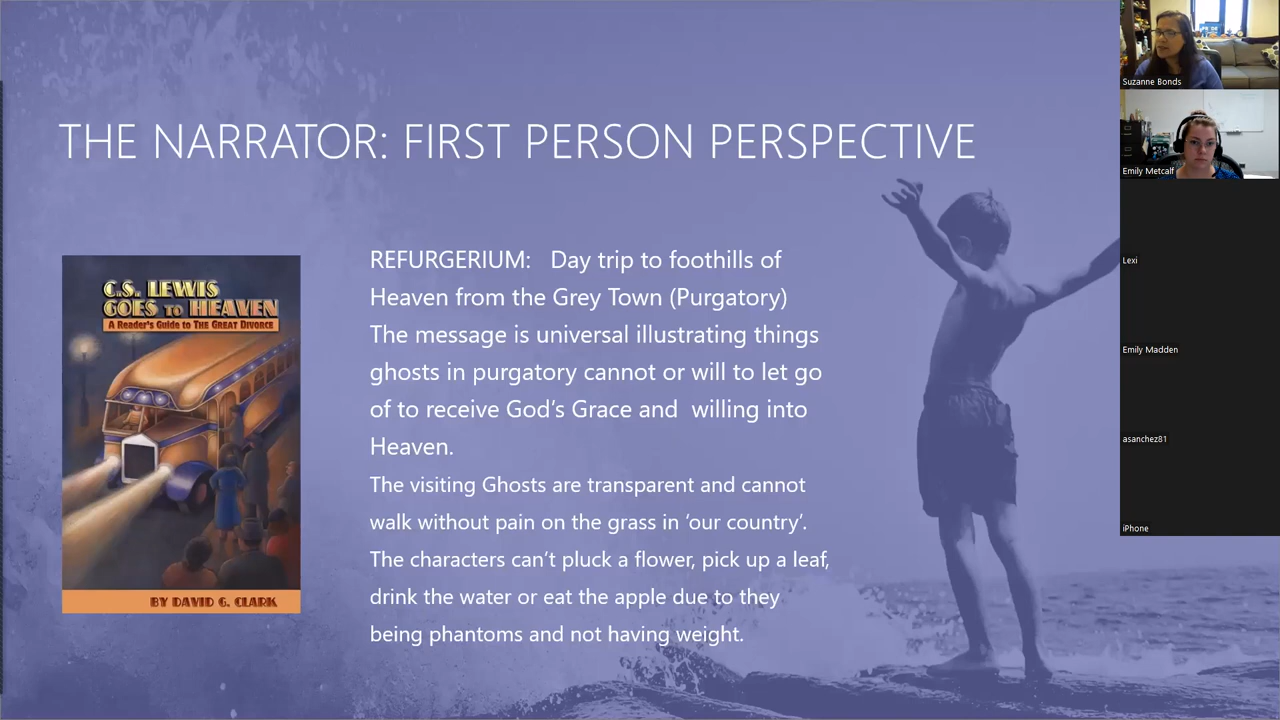 THE NARRATOR: FIRST PERSON PERSPECTIVE
C.S. LEWIS
GOES TO HEAVEN
A Reader's Guide to THE GREAT DIVORCE
BY DAVID G. CLARK
REFURGERIUM: Day trip to foothills of
Heaven from the Grey Town (Purgatory)
The message is universal illustrating things
ghosts in purgatory cannot or will to let go
of to receive God’s Grace and willing into
Heaven.
The visiting Ghosts are transparent and cannot
walk without pain on the grass in ‘our country’.
The characters can’t pluck a flower, pick up a leaf,
drink the water or eat the apple due to they
being phantoms and not having weight.
Suzanne Bonds
Emily Metcalf
Lexi
Emily Madden
asanchez81
iPhone